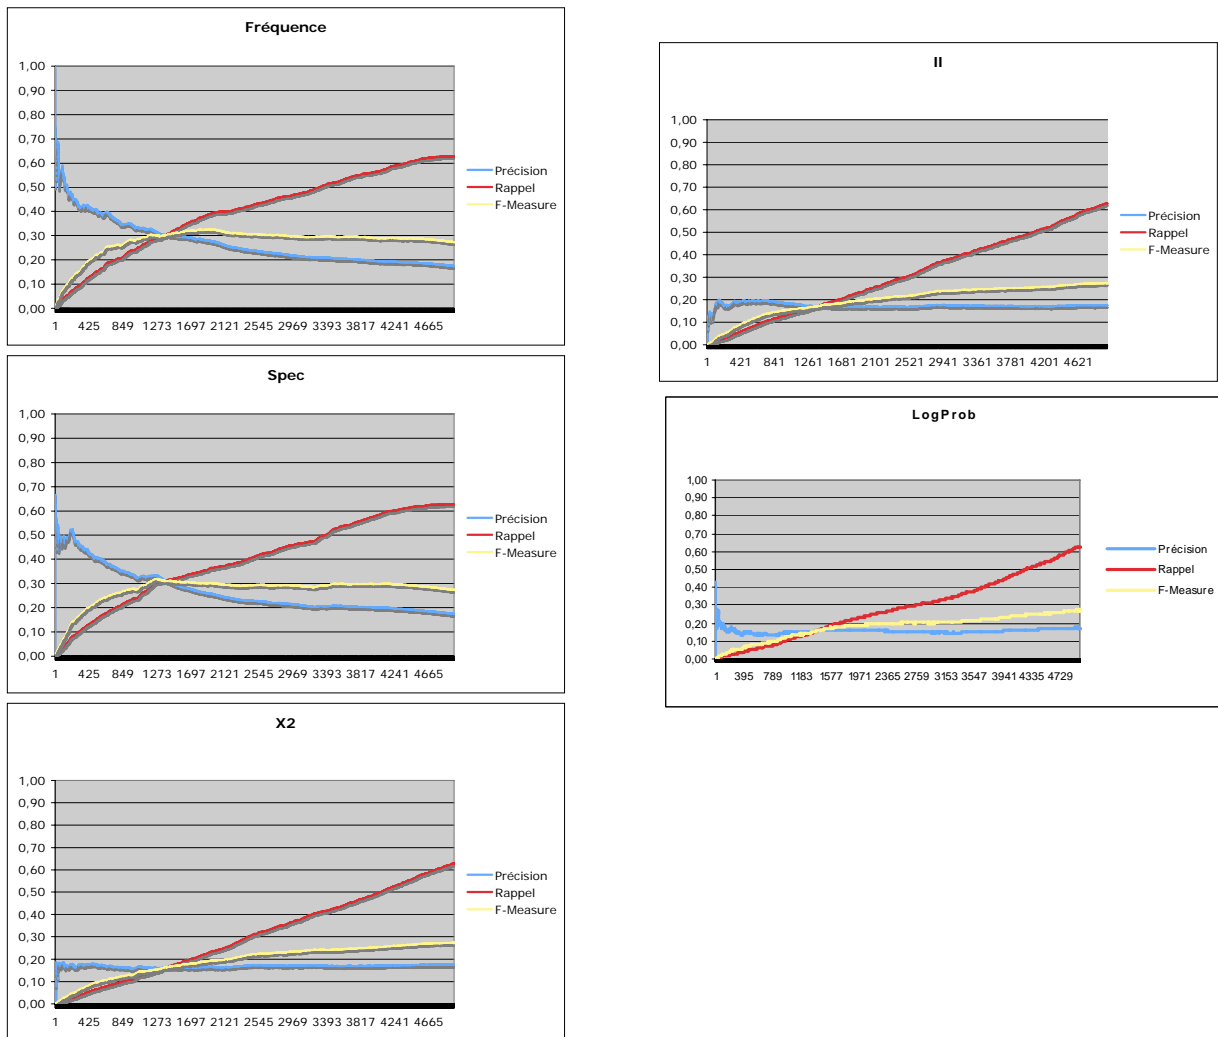 Fréquence
1,00
0,90
0,80
0,70
0,60
0,50
0,40
0,30
0,20
0,10
0,00
1 425 849 1273 1697 2121 2545 2969 3393 3817 4241 4665
Précision
Rappel
F-Measure
II
1,00
0,90
0,80
0,70
0,60
0,50
0,40
0,30
0,20
0,10
0,00
1 421 841 1261 1681 2101 2521 2941 3361 3781 4201 4621
Précision
Rappel
F-Measure
Spec
1,00
0,90
0,80
0,70
0,60
0,50
0,40
0,30
0,20
0,10
0,00
1 425 849 1273 1697 2121 2545 2969 3393 3817 4241 4665
Précision
Rappel
F-Measure
LogProb
1,00
0,90
0,80
0,70
0,60
0,50
0,40
0,30
0,20
0,10
0,00
1 395 789 1183 1577 1971 2365 2759 3153 3547 3941 4335 4729
Précision
Rappel
F-Measure
X2
1,00
0,90
0,80
0,70
0,60
0,50
0,40
0,30
0,20
0,10
0,00
1 425 849 1273 1697 2121 2545 2969 3393 3817 4241 4665
Précision
Rappel
F-Measure